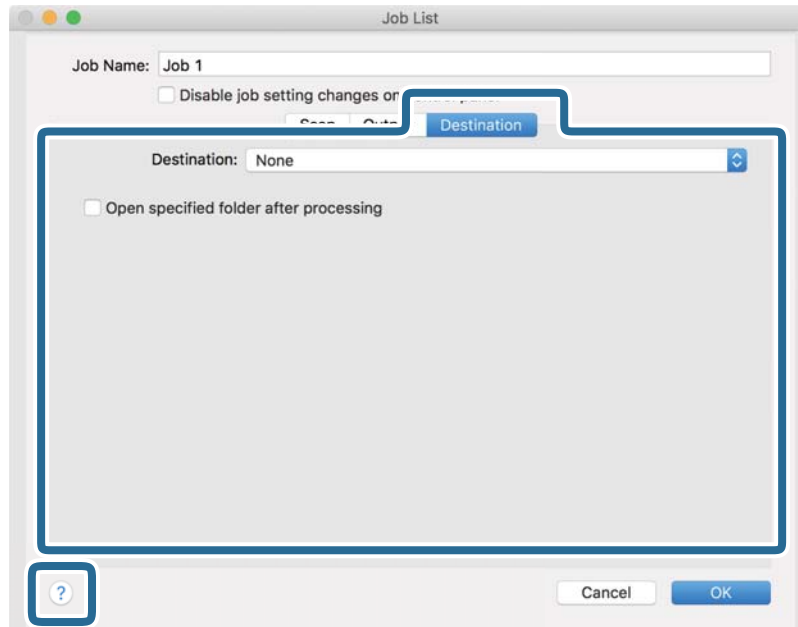 Job List
Job Name: Job 1
Disable job setting changes on
Destination
Destination: None
Open specified folder after processing
?
Cancel OK